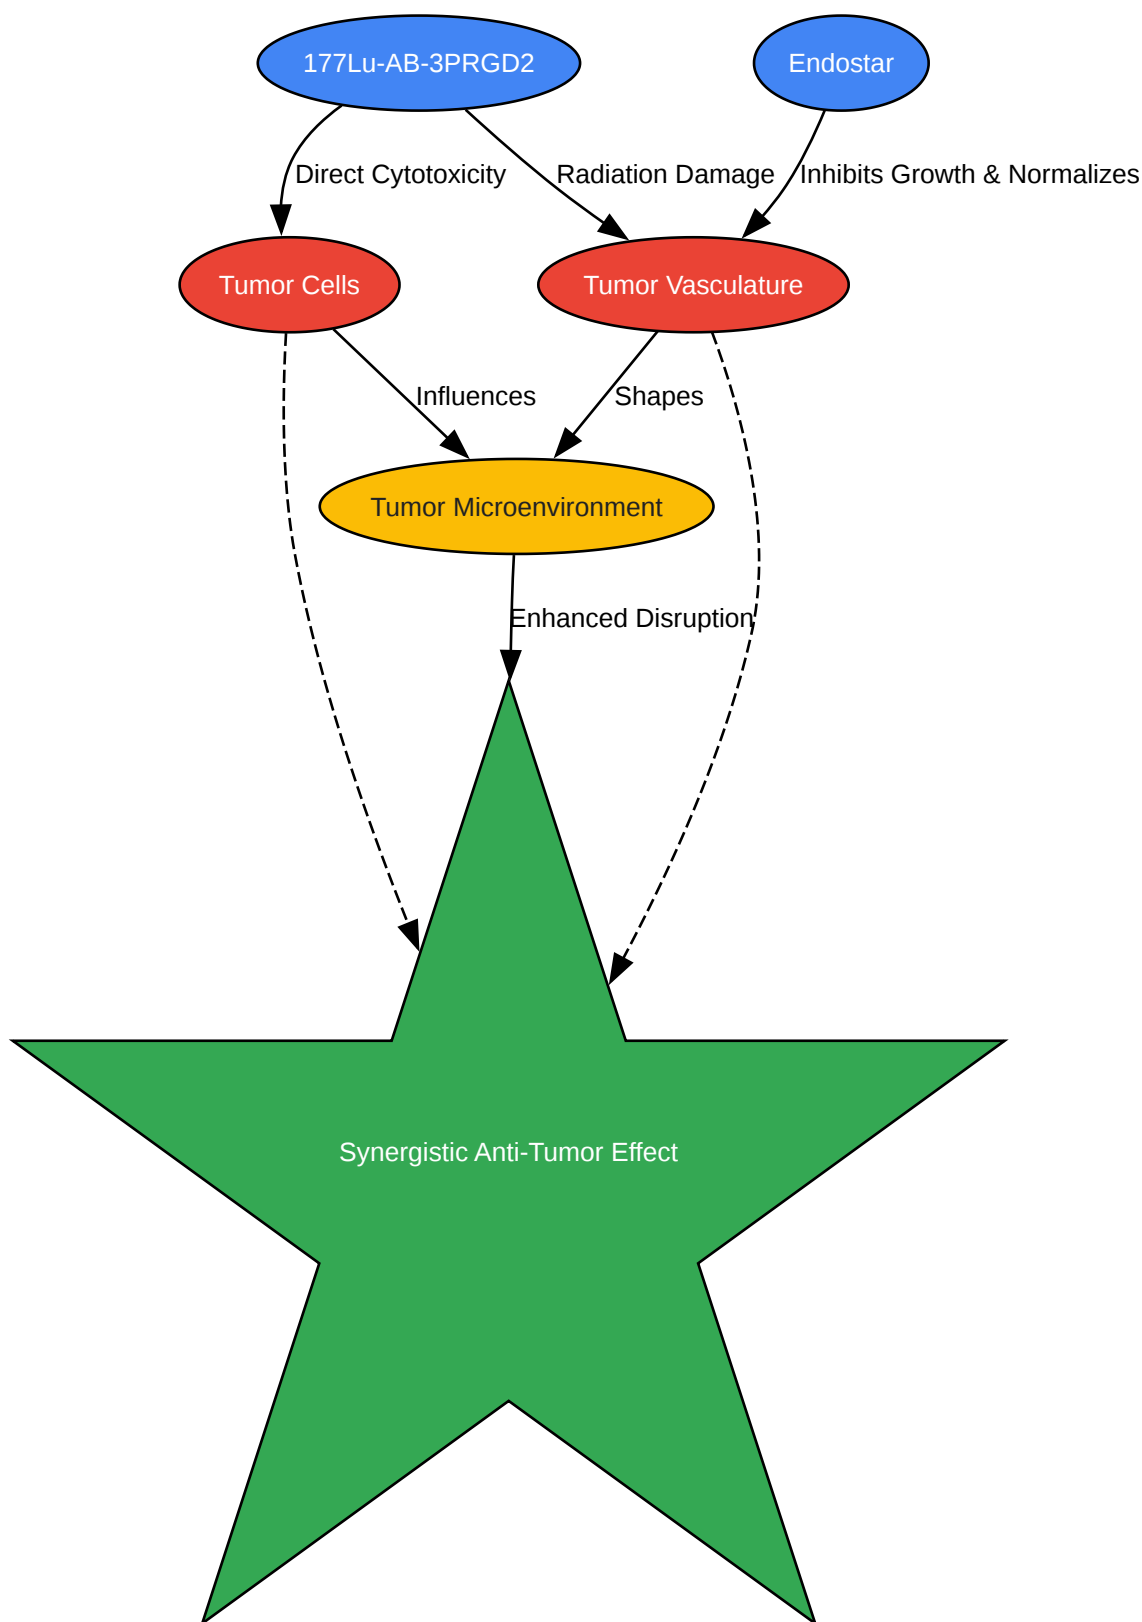 177Lu-AB-3PRGD2
Endostar
Direct Cytotoxicity
Radiation Damage
Inhibits Growth & Normalizes
Tumor Cells
Tumor Vasculature
Influences
Shapes
Tumor Microenvironment
Enhanced Disruption
Synergistic Anti-Tumor Effect